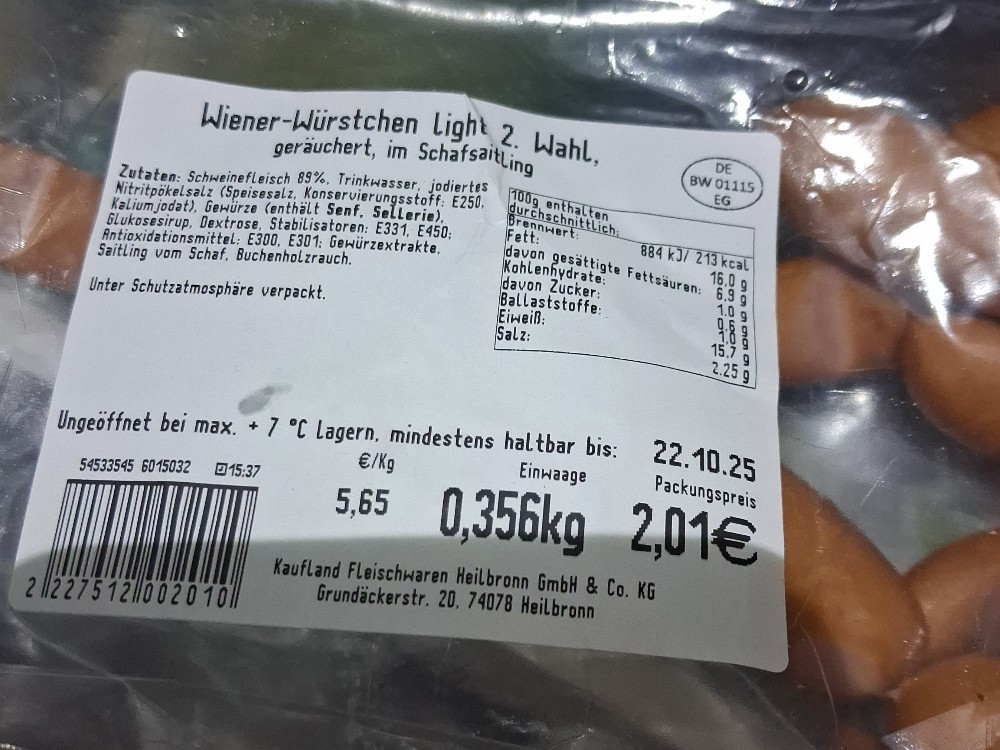 Wiener-Würstchen light 2. Wahl,
geräuchert, im Schafsaitling
DE
BW 01115
EG
Zutaten: Schweinefleisch 89%, Trinkwasser, jodiertes
Nitritpökelsalz (Speisesalz, Konservierungsstoff: E250,
Kaliumjodat), Gewürze (enthält Senf, Sellerie),
Glukosesirup, Dextrose, Stabilisatoren: E331, E450;
Antioxidationsmittel: E300, E301; Gewürzextrakte,
Saitling vom Schaf, Buchenholzrauch.
Unter Schutzatmosphäre verpackt.
100g enthalten
durchschnittlich:
Brennwert: 884 kJ/ 213 kcal
Fett: 16,0 g
davon gesättigte Fettsäuren: 6,9 g
Kohlenhydrate: 1,0 g
davon Zucker: 0,6 g
Ballaststoffe: 1,0 g
Eiweiß: 15,7 g
Salz: 2,25 g
Ungeöffnet bei max. + 7 °C lagern, mindestens haltbar bis: 22.10.25
54533545 6015032 15:37
€/Kg Einwaage Packungspreis
5,65 0,356kg 2,01€
2 227512 002010
Kaufland Fleischwaren Heilbronn GmbH & Co. KG
Grundäckerstr. 20, 74078 Heilbronn